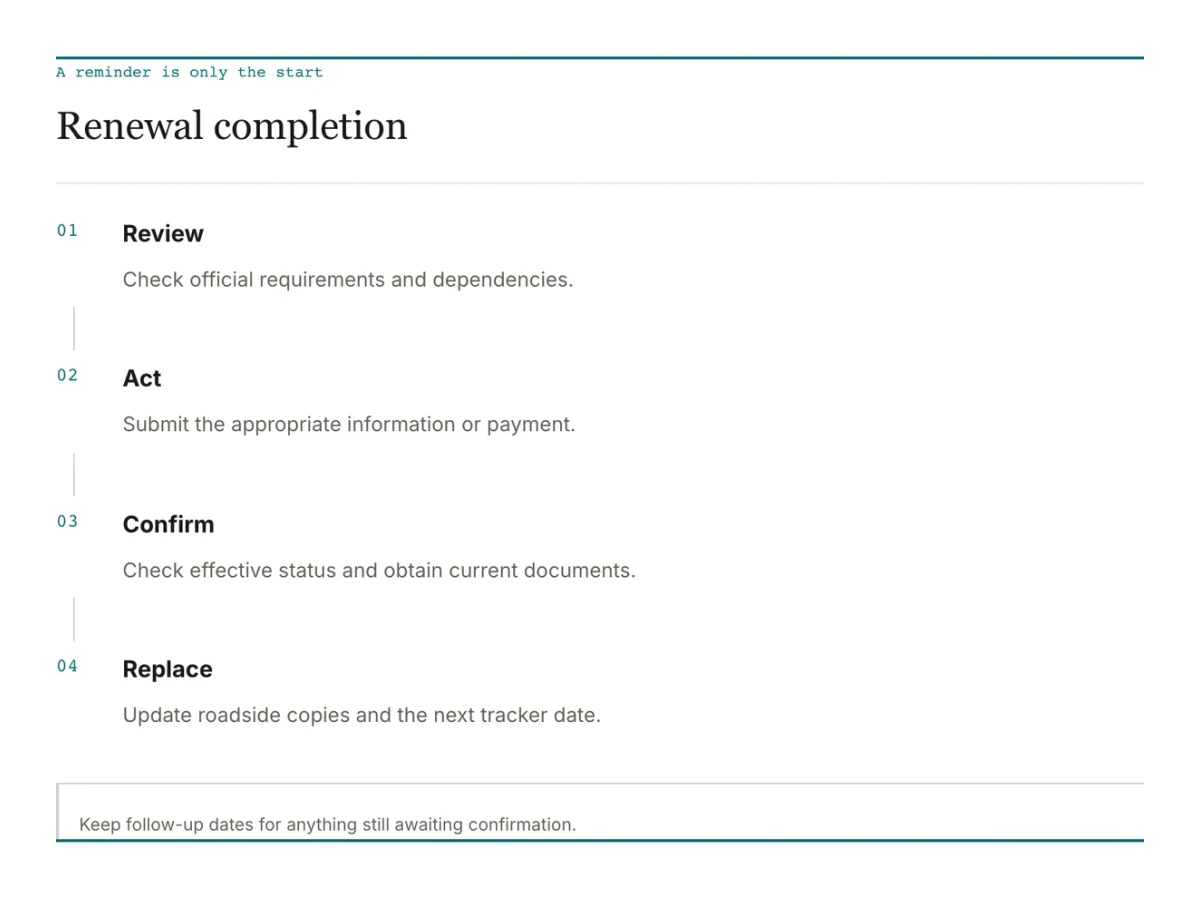 A reminder is only the start
Renewal completion
01
Review
Check official requirements and dependencies.
02
Act
Submit the appropriate information or payment.
03
Confirm
Check effective status and obtain current documents.
04
Replace
Update roadside copies and the next tracker date.
Keep follow-up dates for anything still awaiting confirmation.